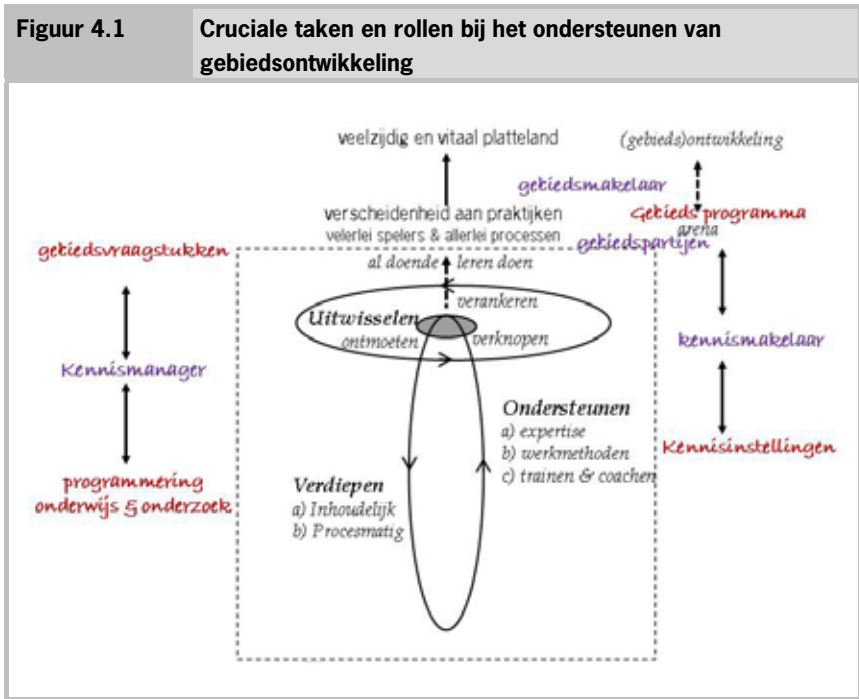 Figuur 4.1
Cruciale taken en rollen bij het ondersteunen van
gebiedsontwikkeling
veelzijdig en vitaal platteland
(gebieds)ontwikkeling
gebiedsmakelaar
verscheidenheid aan praktijken
velerlei spelers & allerlei processen
Gebieds programma
arena
gebiedspartijen
gebiedsvraagstukken
al doende leren doen
verankeren
Uitwisselen
ontmoeten
verknopen
Kennismanager
kennismakelaar
Ondersteunen
a) expertise
b) werkmethoden
c) trainen & coachen
Kennisinstellingen
programmering
onderwijs & onderzoek
Verdiepen
a) Inhoudelijk
b) Procesmatig